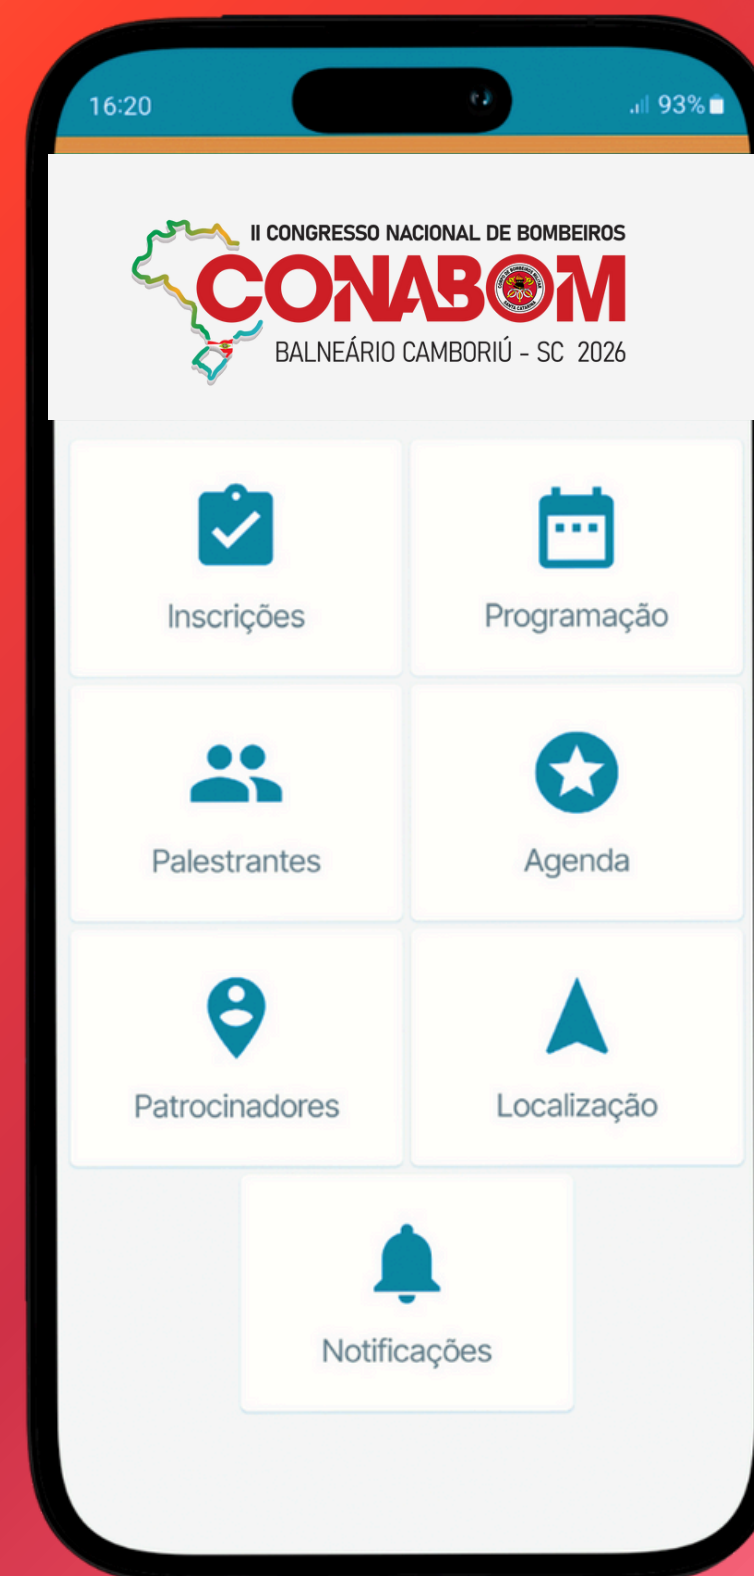 16:20
93%
II CONGRESSO NACIONAL DE BOMBEIROS
CONABOM
BALNEÁRIO CAMBORIÚ - SC 2026
Inscrições
Programação
Palestrantes
Agenda
Patrocinadores
Localização
Notificações